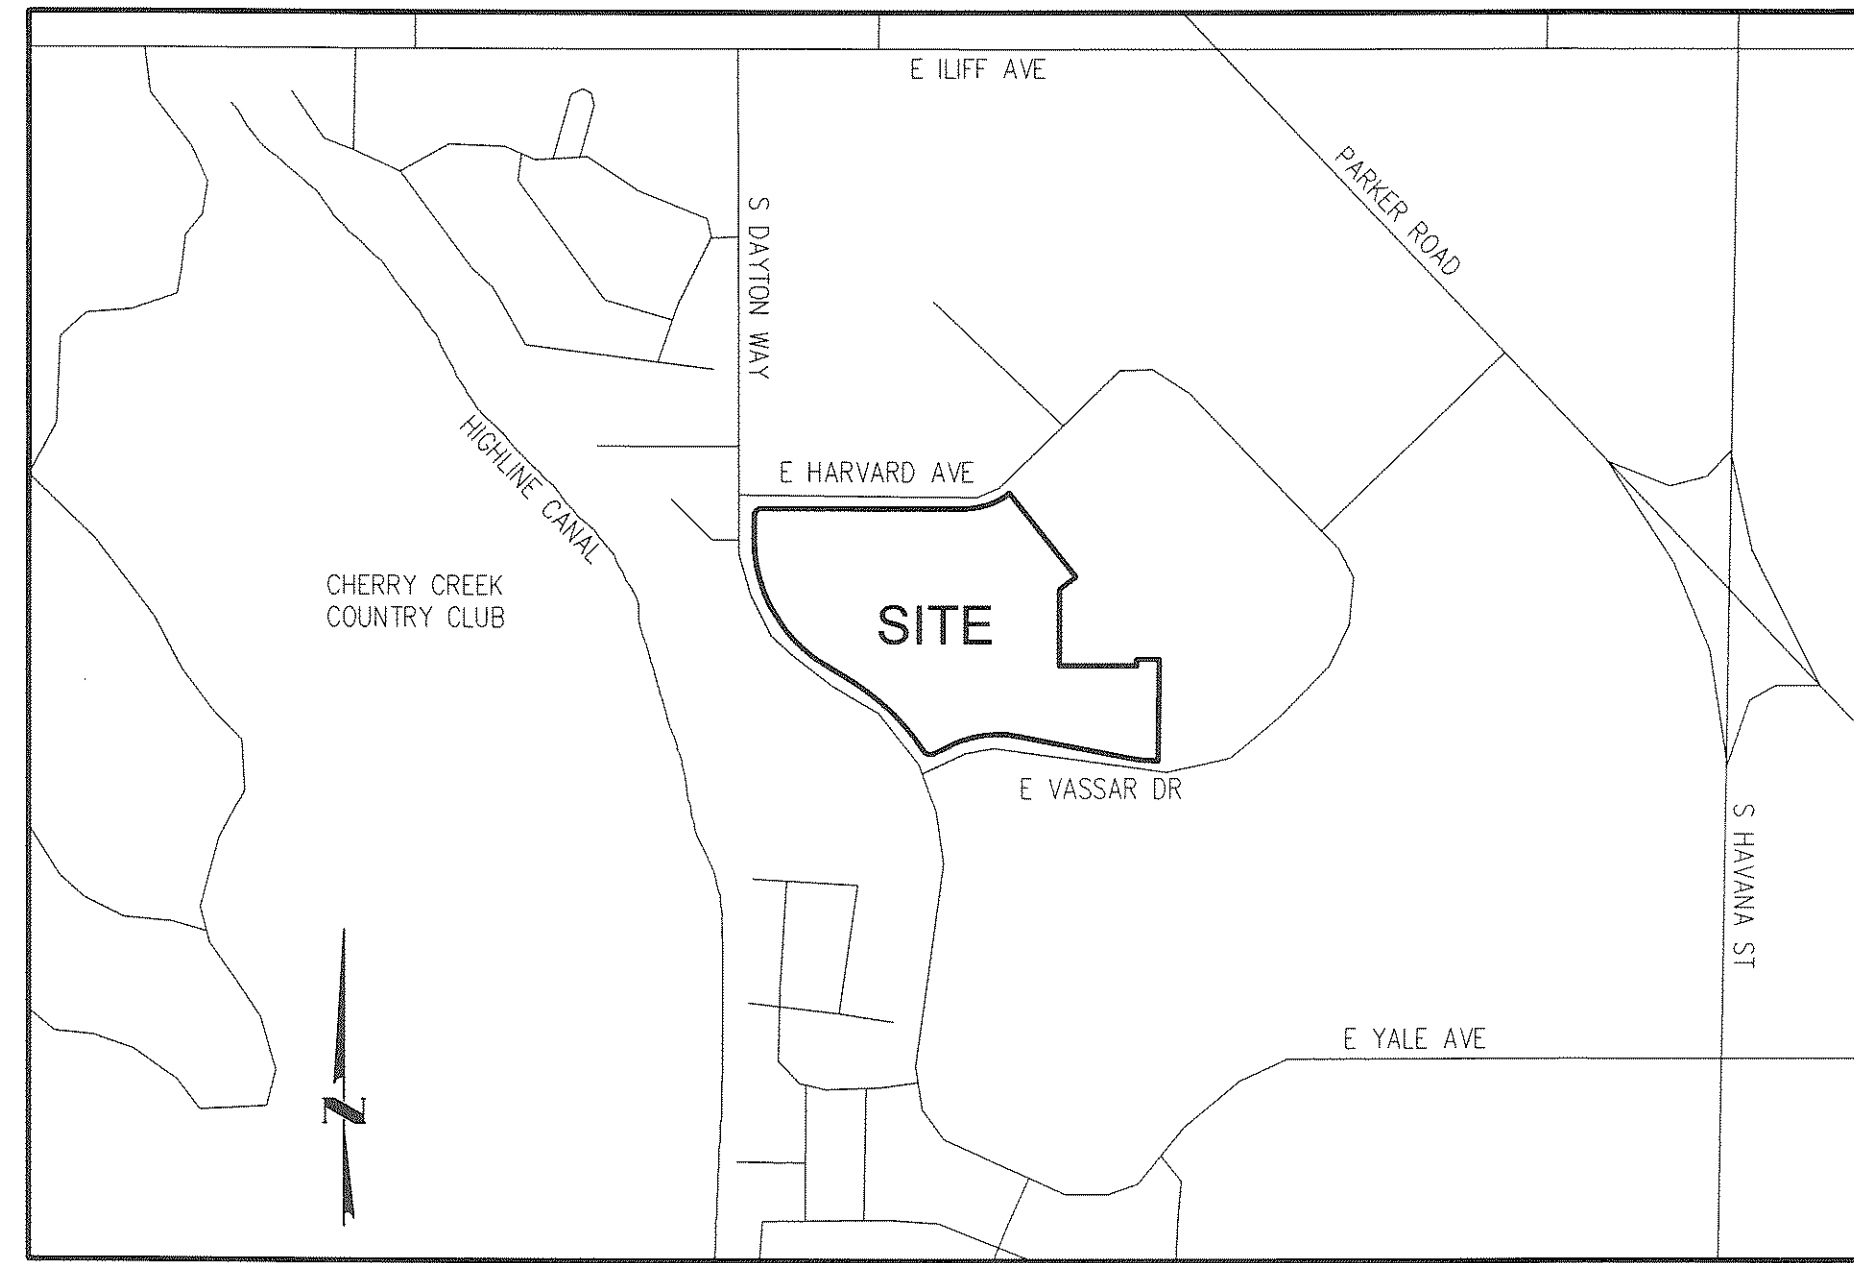 E ILIFF AVE
PARKER ROAD
S DAYTON WAY
HIGHLINE CANAL
E HARVARD AVE
CHERRY CREEK
COUNTRY CLUB
SITE
E VASSAR DR
S HAVANA ST
E YALE AVE
N